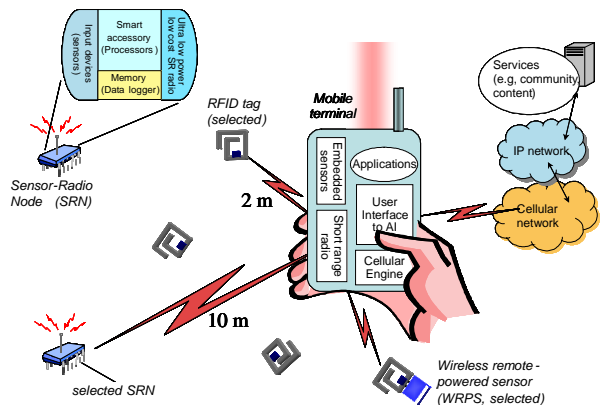 Input devices
(sensors)
Smart
accessory
(Processors)
Memory
(Data logger)
Ultra low power
low cost SR radio
Sensor-Radio
Node (SRN)
RFID tag
(selected)
2 m
Mobile
terminal
Embedded
sensors
Applications
Short range
radio
User
Interface
to AI
Cellular
Engine
Services
(e.g, community,
content)
IP network
Cellular
network
10 m
selected SRN
Wireless remote-
powered sensor
(WRPS, selected)